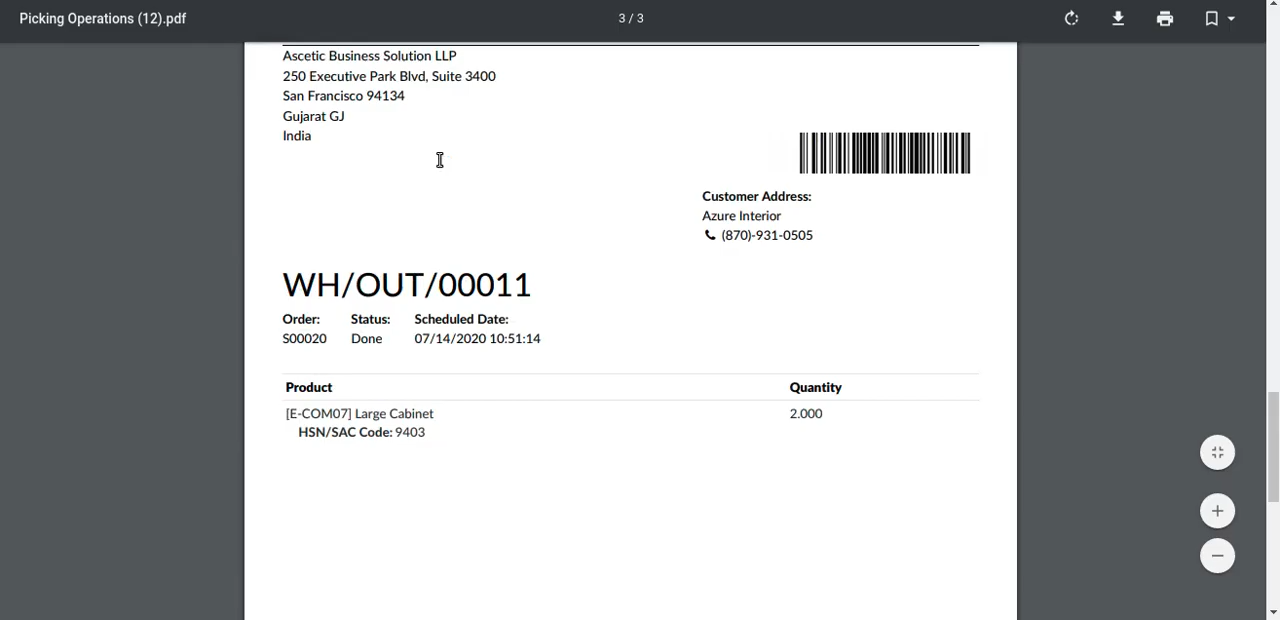 Picking Operations (12).pdf
3 / 3
Ascetic Business Solution LLP
250 Executive Park Blvd, Suite 3400
San Francisco 94134
Gujarat GJ
India
Customer Address:
Azure Interior
(870)-931-0505
WH/OUT/00011
Order: Status: Scheduled Date:
S00020 Done 07/14/2020 10:51:14
Product Quantity
[E-COM07] Large Cabinet 2.000
HSN/SAC Code: 9403